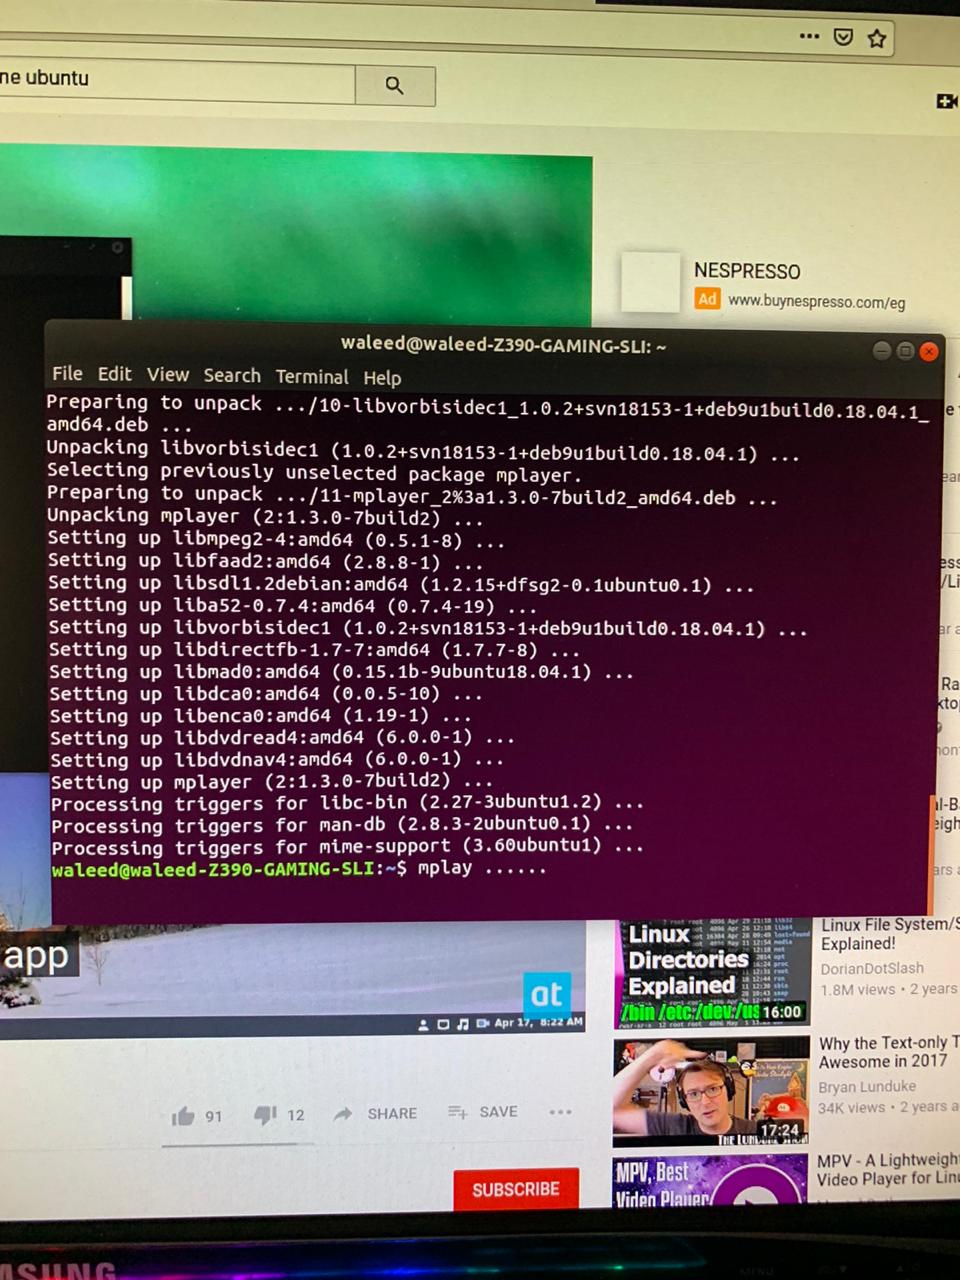 ne ubuntu
NESPRESSO
Ad www.buynespresso.com/eg
waleed@waleed-Z390-GAMING-SLI: ~
File Edit View Search Terminal Help
Preparing to unpack .../10-libvorbisidec1_1.0.2+svn18153-1+deb9u1build0.18.04.1_
amd64.deb ...
Unpacking libvorbisidec1 (1.0.2+svn18153-1+deb9u1build0.18.04.1) ...
Selecting previously unselected package mplayer.
Preparing to unpack .../11-mplayer_2%3a1.3.0-7build2_amd64.deb ...
Unpacking mplayer (2:1.3.0-7build2) ...
Setting up libmpeg2-4:amd64 (0.5.1-8) ...
Setting up libfaad2:amd64 (2.8.8-1) ...
Setting up libsdl1.2debian:amd64 (1.2.15+dfsg2-0.1ubuntu0.1) ...
Setting up liba52-0.7.4:amd64 (0.7.4-19) ...
Setting up libvorbisidec1 (1.0.2+svn18153-1+deb9u1build0.18.04.1) ...
Setting up libdirectfb-1.7-7:amd64 (1.7.7-8) ...
Setting up libmad0:amd64 (0.15.1b-9ubuntu18.04.1) ...
Setting up libdca0:amd64 (0.0.5-10) ...
Setting up libenca0:amd64 (1.19-1) ...
Setting up libdvdread4:amd64 (6.0.0-1) ...
Setting up libdvdnav4:amd64 (6.0.0-1) ...
Setting up mplayer (2:1.3.0-7build2) ...
Processing triggers for libc-bin (2.27-3ubuntu1.2) ...
Processing triggers for man-db (2.8.3-2ubuntu0.1) ...
Processing triggers for mime-support (3.60ubuntu1) ...
waleed@waleed-Z390-GAMING-SLI:~$ mplay ......
app
at
Apr 17, 8:22 AM
91 12 SHARE SAVE
SUBSCRIBE
Linux
Directories
Explained
/bin /etc /dev /us
16:00
Linux File System/S
Explained!
DorianDotSlash
1.8M views • 2 years
17:24
THE LUNDUKE SHOW
Why the Text-only T
Awesome in 2017
Bryan Lunduke
34K views • 2 years a
MPV, Best
Video Player
MPV - A Lightweight
Video Player for Linu
MSUNG
MENU